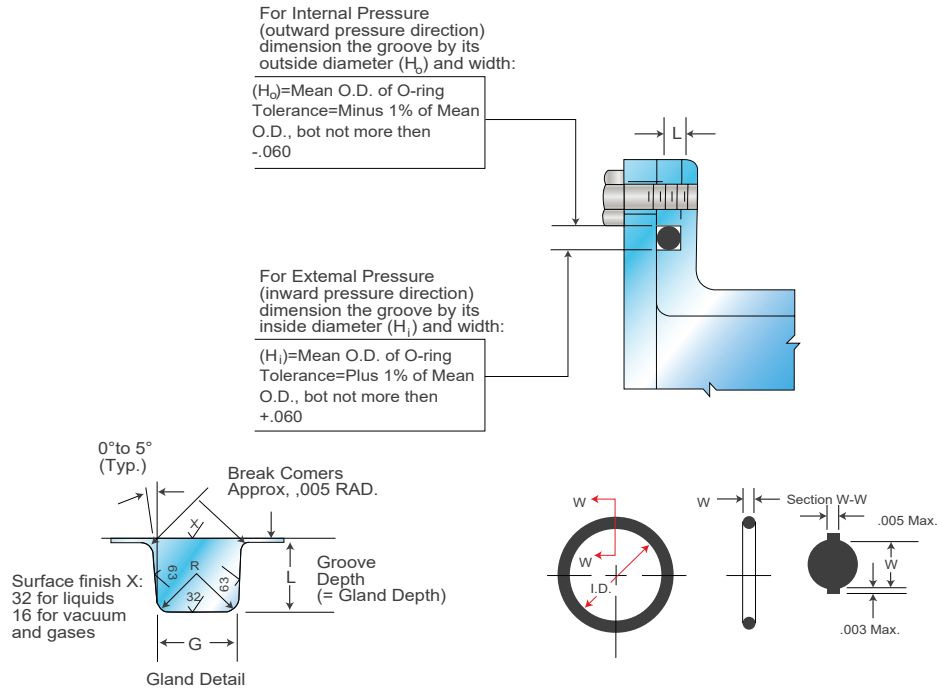 For Internal Pressure
(outward pressure direction)
dimension the groove by its
outside diameter (Ho) and width:
(Ho)=Mean O.D. of O-ring
Tolerance=Minus 1% of Mean
O.D., bot not more then
-.060
L
For External Pressure
(inward pressure direction)
dimension the groove by its
inside diameter (Hi) and width:
(Hi)=Mean O.D. of O-ring
Tolerance=Plus 1% of Mean
O.D., bot not more then
+.060
0°to 5°
(Typ.)
Break Comers
Approx, ,005 RAD.
X
63
R
63
32
L
Groove
Depth
(= Gland Depth)
Surface finish X:
32 for liquids
16 for vacuum
and gases
G
Gland Detail
W
W
I.D.
W
Section W-W
.005 Max.
W
.003 Max.